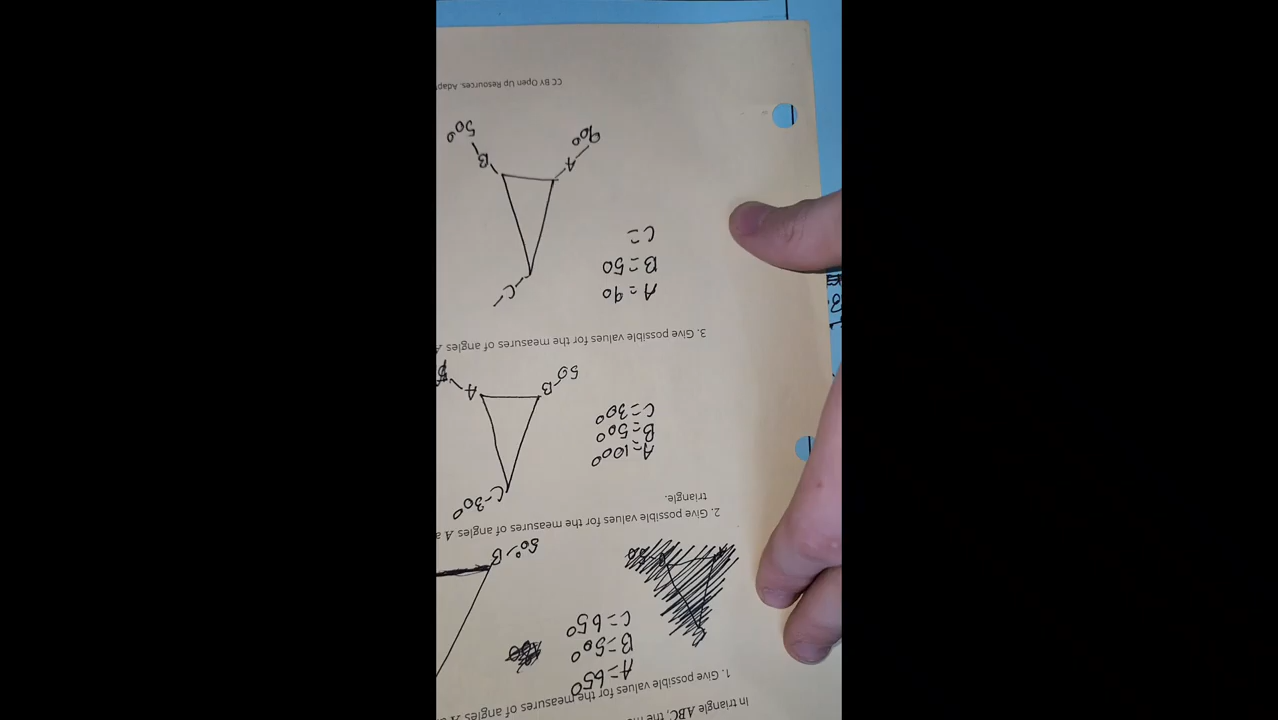 In triangle ABC, the m
1. Give possible values for the measures of angles A
A=65°
B=50°
C=65°
B-50°
2. Give possible values for the measures of angles A a
triangle.
C-30°
A=100°
B=50°
C=30°
A
B-50
3. Give possible values for the measures of angles A
A=90
B=50
C=
C-
B-50°
A-90°
CC BY Open Up Resources. Adap